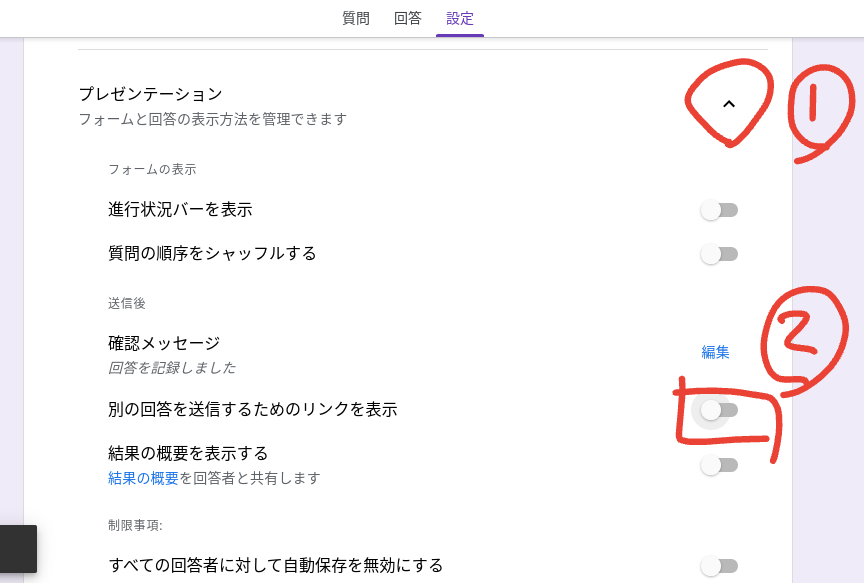 質問 回答 設定
プレゼンテーション
フォームと回答の表示方法を管理できます
1
フォームの表示
進行状況バーを表示
質問の順序をシャッフルする
送信後
確認メッセージ
編集
2
回答を記録しました
別の回答を送信するためのリンクを表示
結果の概要を表示する
結果の概要を回答者と共有します
制限事項:
すべての回答者に対して自動保存を無効にする